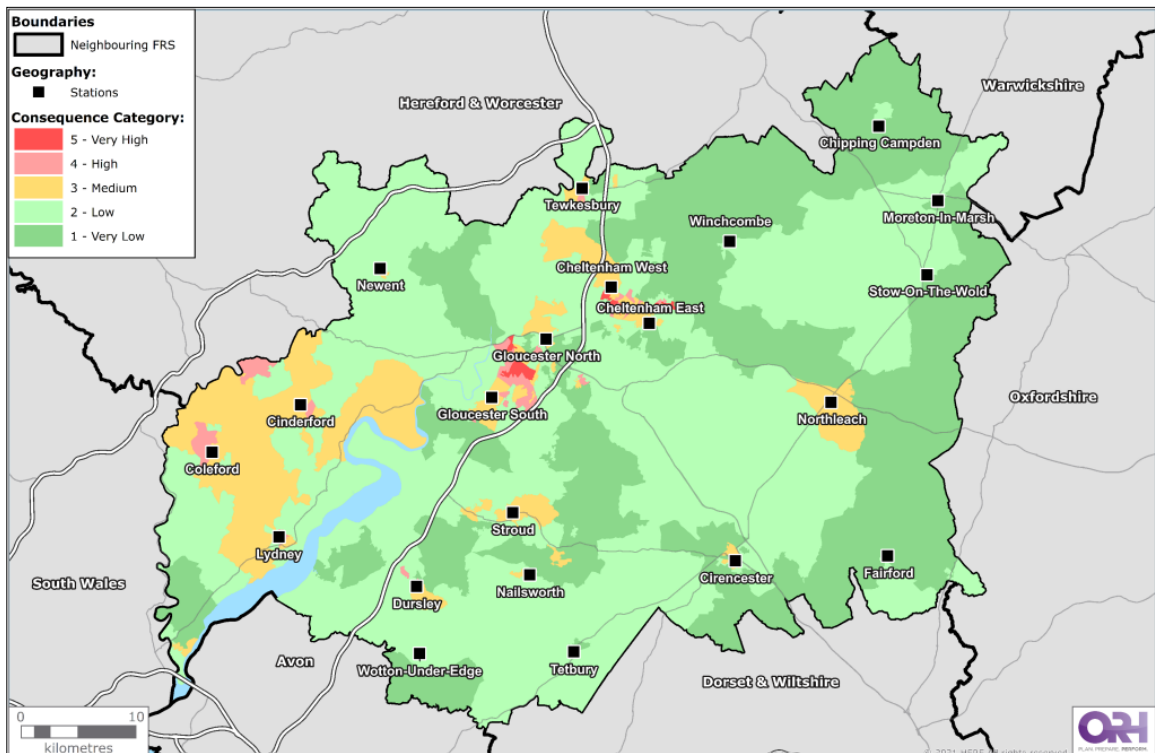 Boundaries
Neighbouring FRS
Geography:
Stations
Consequence Category:
5 - Very High
4 - High
3 - Medium
2 - Low
1 - Very Low
Hereford & Worcester
Warwickshire
Chipping Campden
Tewkesbury
Moreton-In-Marsh
Winchcombe
Newent
Cheltenham West
Stow-On-The-Wold
Cheltenham East
Gloucester North
Oxfordshire
Cinderford
Gloucester South
Northleach
Coleford
Stroud
Lydney
South Wales
Cirencester
Fairford
Nailsworth
Dursley
Avon
Wotton-Under-Edge
Tetbury
Dorset & Wiltshire
0 10
kilometres
ORH
PLAN. PREPARE. PERFORM.